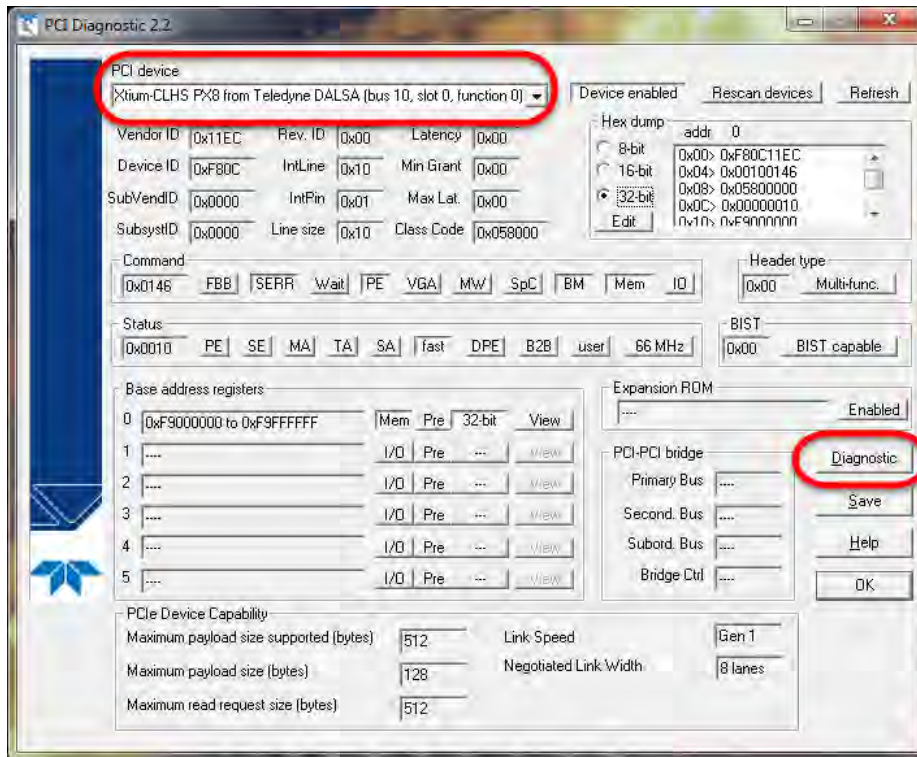 PCI Diagnostic 2.2
PCI device
Xtium-CLHS PX8 from Teledyne DALSA (bus 10, slot 0, function 0) Device enabled Rescan devices Refresh
Vendor ID 0x11EC Rev. ID 0x00 Latency 0x00
Device ID 0xF80C IntLine 0x10 Min Grant 0x00
SubVendID 0x0000 IntPin 0x01 Max Lat. 0x00
SubsystID 0x0000 Line size 0x10 Class Code 0x058000
Hex dump
addr 0
8-bit
16-bit
32-bit
Edit
0x00> 0xF80C11EC
0x04> 0x00100146
0x08> 0x05800000
0x0C> 0x00000010
0x10> 0xF9000000
Command
0x0146 FBB SERR Wait PE VGA MW SpC BM Mem IO
Header type
0x00 Multi-func.
Status
0x0010 PE SE MA TA SA fast DPE B2B user 66 MHz
BIST
0x00 BIST capable
Base address registers
0 0xF9000000 to 0xF9FFFFFF Mem Pre 32-bit View
1 ---- I/O Pre --- View
2 ---- I/O Pre --- View
3 ---- I/O Pre --- View
4 ---- I/O Pre --- View
5 ---- I/O Pre --- View
Expansion ROM
---- Enabled
PCI-PCI bridge
Primary Bus ----
Second. Bus ----
Subord. Bus ----
Bridge Ctrl ----
Diagnostic
Save
Help
OK
PCIe Device Capability
Maximum payload size supported (bytes) 512 Link Speed Gen 1
Maximum payload size (bytes) 128 Negotiated Link Width 8 lanes
Maximum read request size (bytes) 512